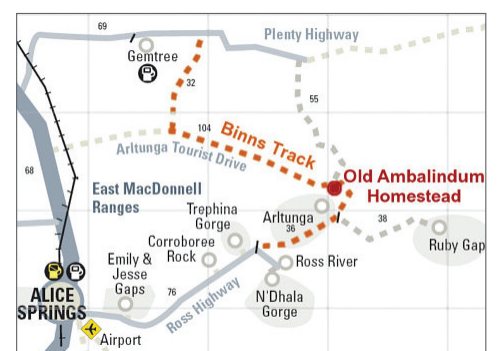 69
Plenty Highway
Gemtree
32
55
104
Binns Track
Arltunga Tourist Drive
68
Old Ambalindum
Homestead
East MacDonnell
Ranges
Trephina
Gorge
Arltunga
36
38
Corroboree
Rock
Ruby Gap
Emily &
Jesse
Gaps
Ross River
76
Ross Highway
N'Dhala
Gorge
ALICE
SPRINGS
Airport